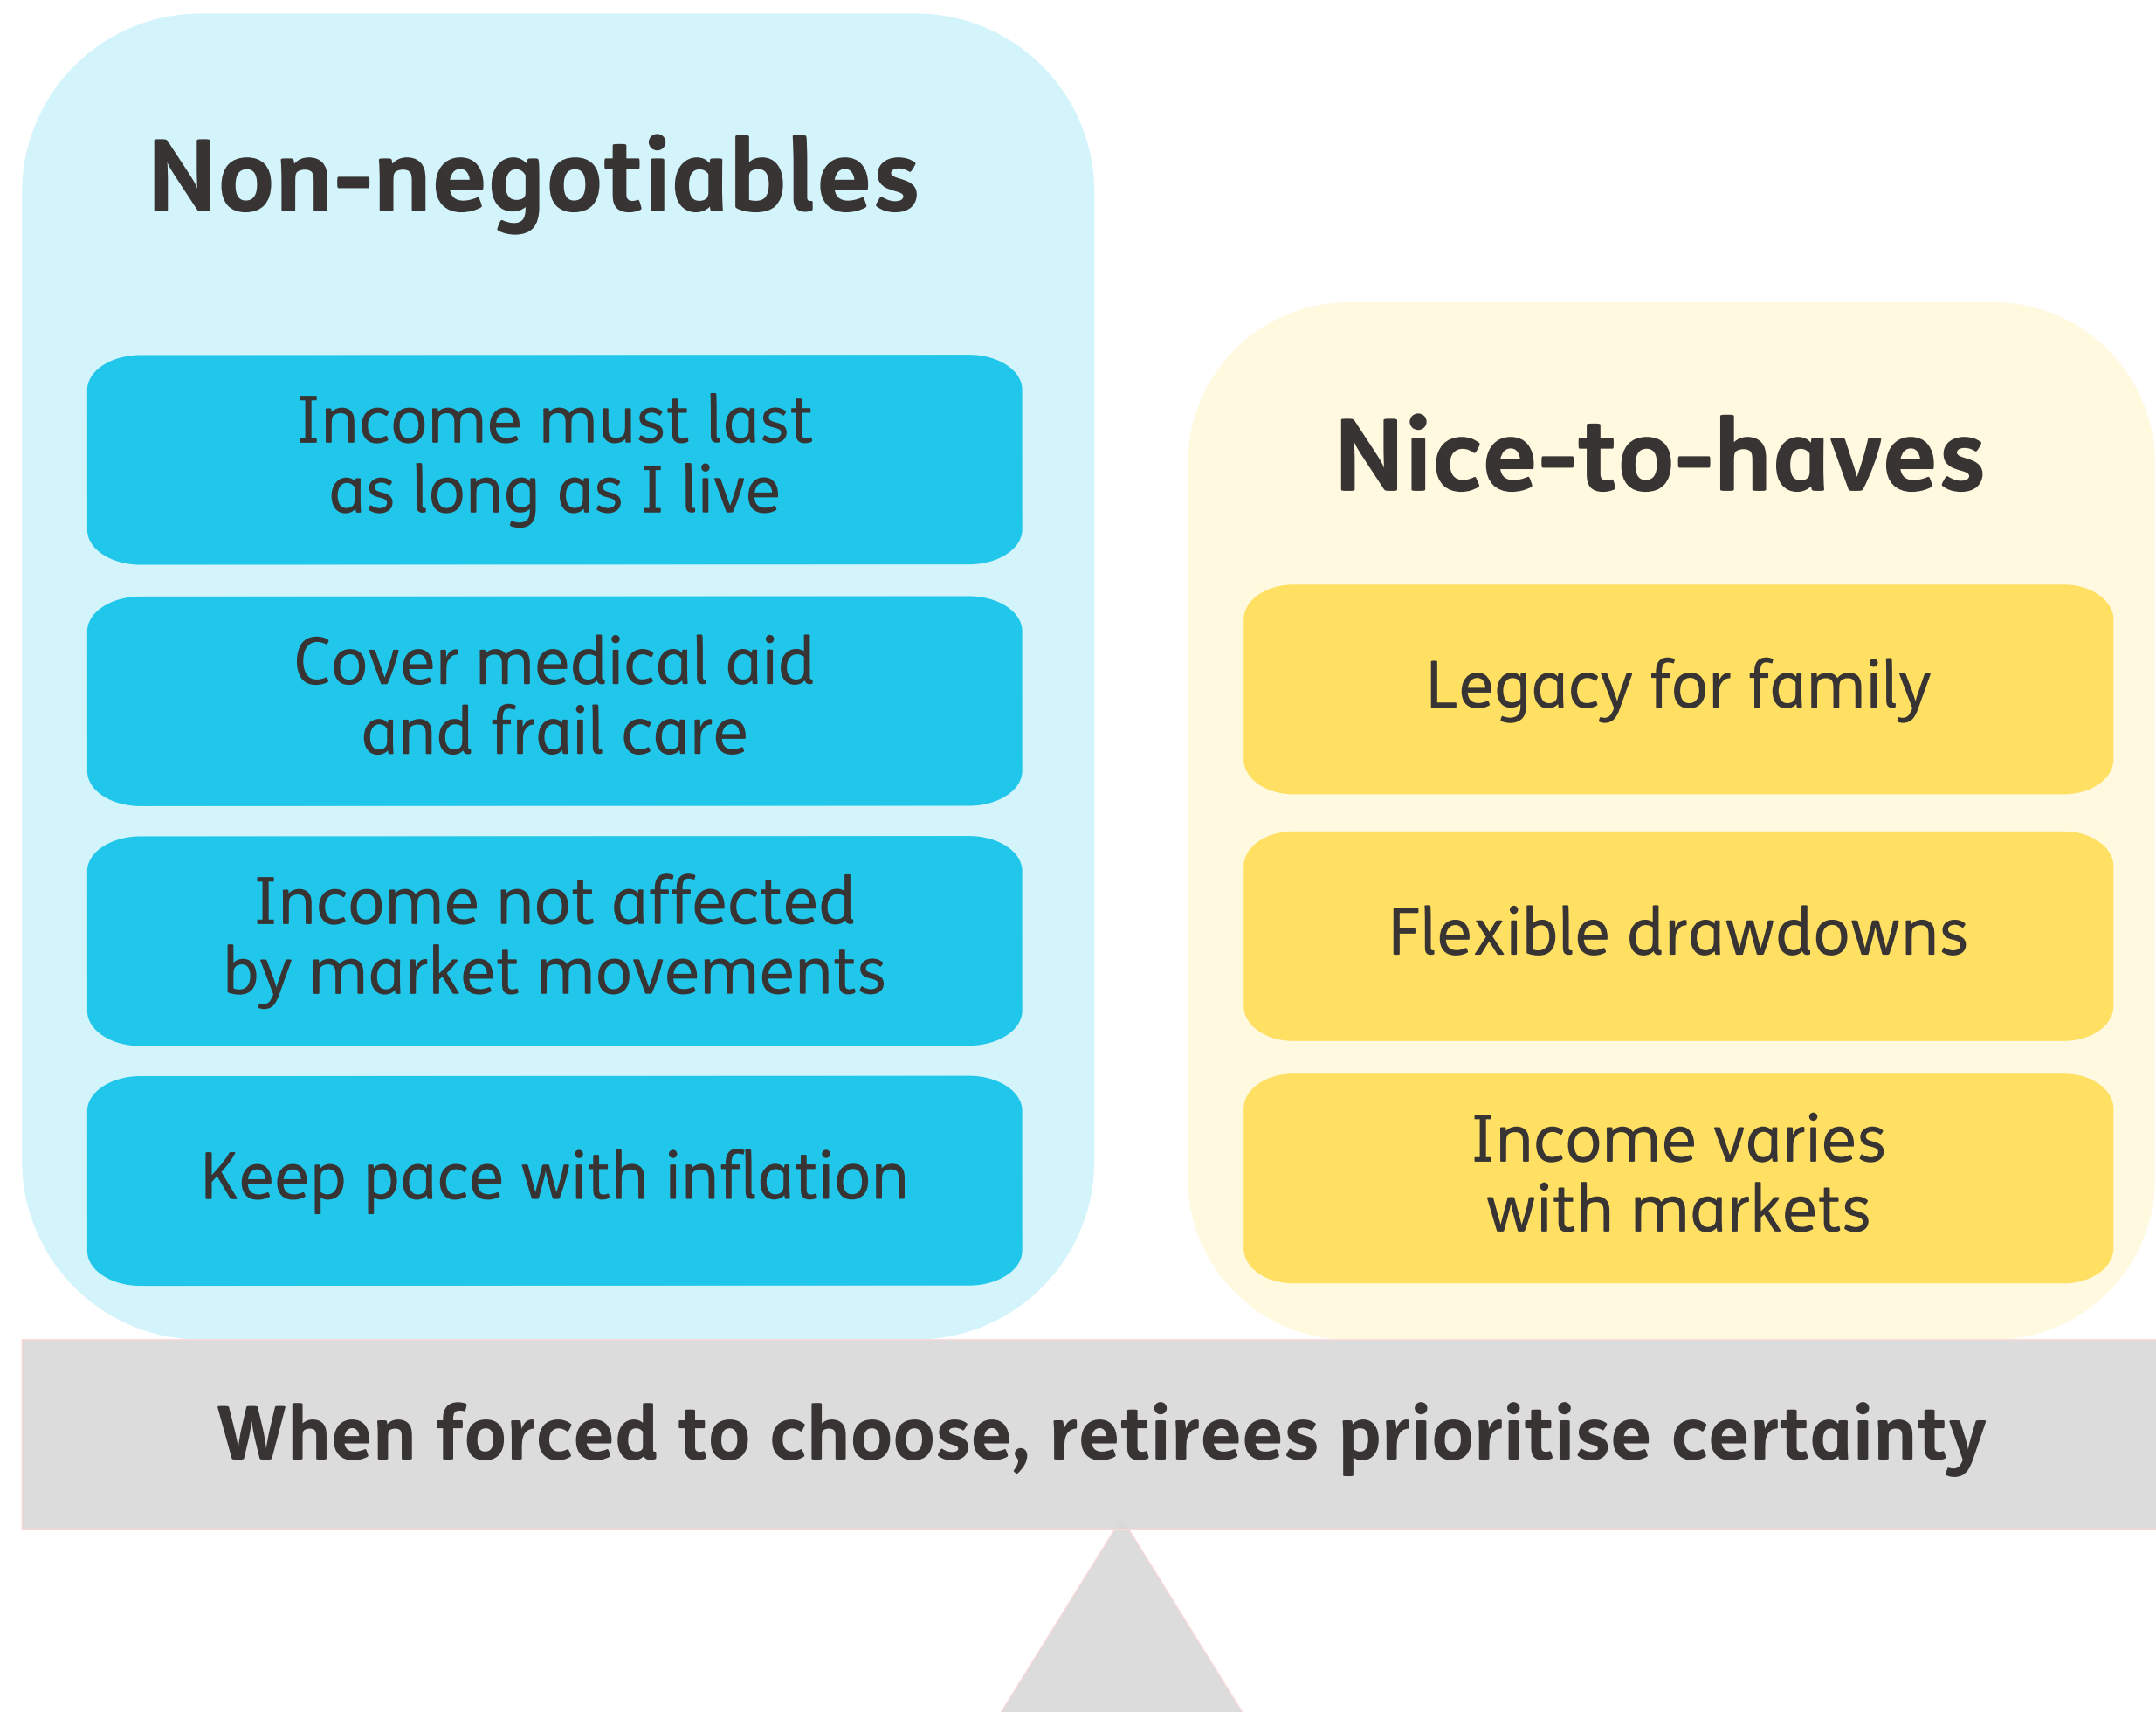 Non-negotiables
Income must last
as long as I live
Cover medical aid
and frail care
Income not affected
by market movements
Keep pace with inflation
Nice-to-haves
Legacy for family
Flexible drawdowns
Income varies
with markets
When forced to choose, retirees prioritise certainty